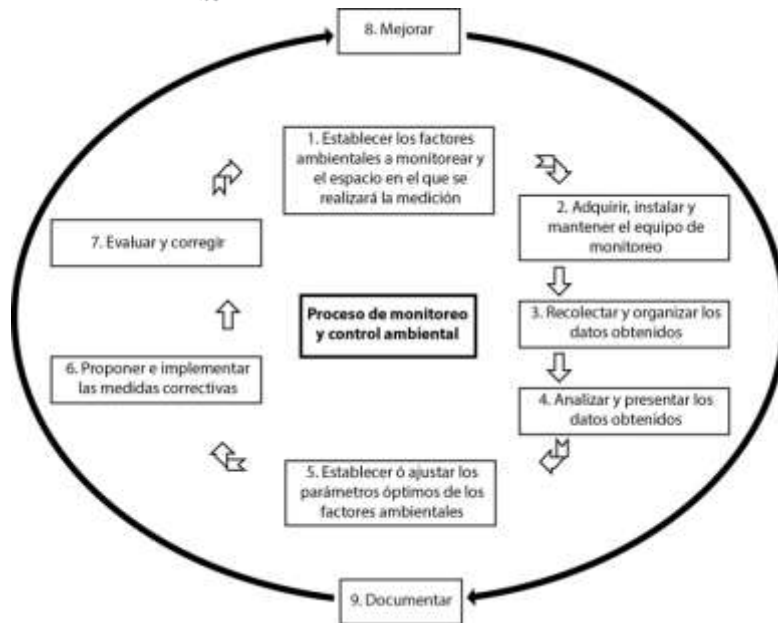 8. Mejorar
1. Establecer los factores
ambientales a monitorear y
el espacio en el que se
realizará la medición
2. Adquirir, instalar y
mantener el equipo de
monitoreo
3. Recolectar y organizar los
datos obtenidos
4. Analizar y presentar los
datos obtenidos
5. Establecer ó ajustar los
parámetros óptimos de los
factores ambientales
6. Proponer e implementar
las medidas correctivas
7. Evaluar y corregir
Proceso de monitoreo
y control ambiental
9. Documentar